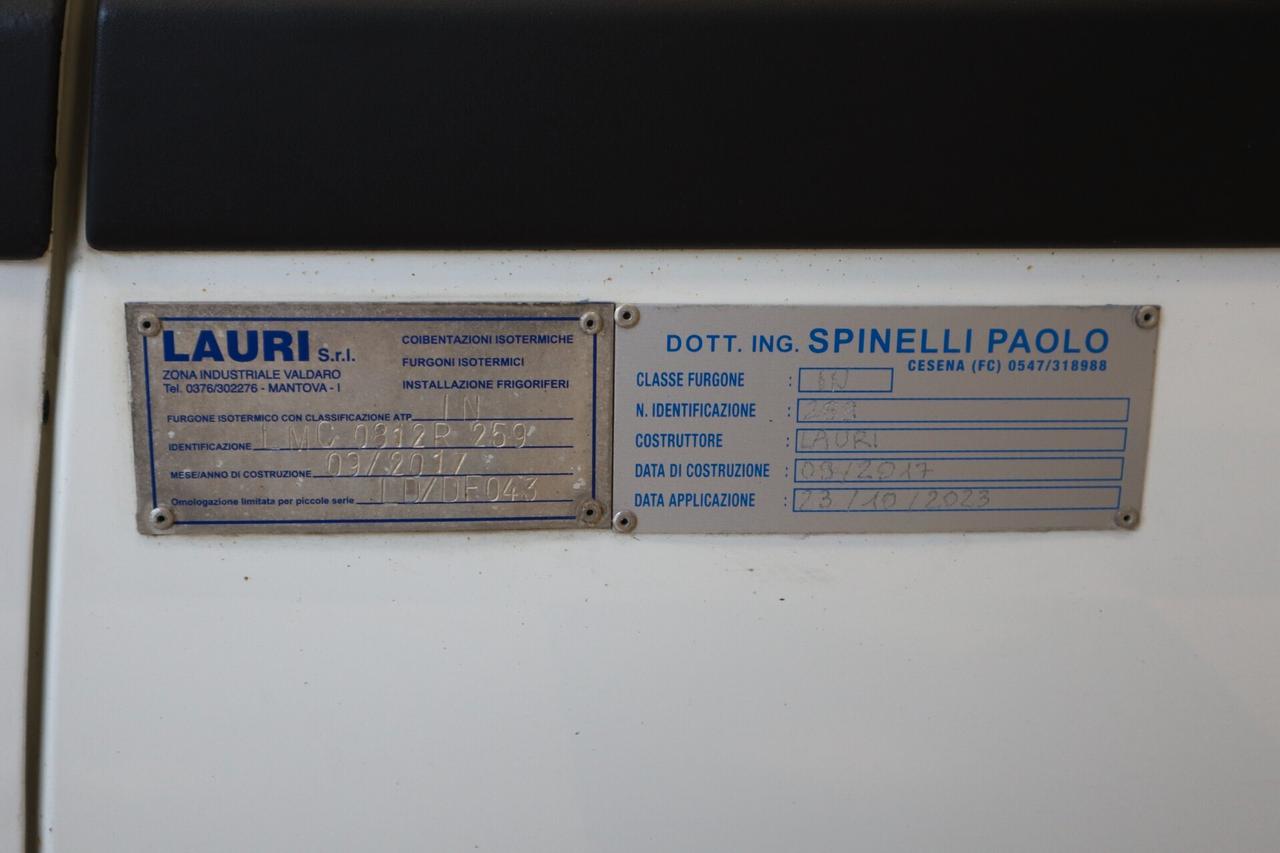 LAURI S.r.l.
ZONA INDUSTRIALE VALDARO
Tel. 0376/302276 - MANTOVA - I
COIBENTAZIONI ISOTERMICHE
FURGONI ISOTERMICI
INSTALLAZIONE FRIGORIFERI
FURGONE ISOTERMICO CON CLASSIFICAZIONE ATP IN
IDENTIFICAZIONE LMC 0312P 259
MESE/ANNO DI COSTRUZIONE 09/2017
Omologazione limitata per piccole serie
DOTT. ING. SPINELLI PAOLO
CESENA (FC) 0547/318988
CLASSE FURGONE : IN
N. IDENTIFICAZIONE : 259
COSTRUTTORE : LAURI
DATA DI COSTRUZIONE : 09/2017
DATA APPLICAZIONE : 23/10/2023